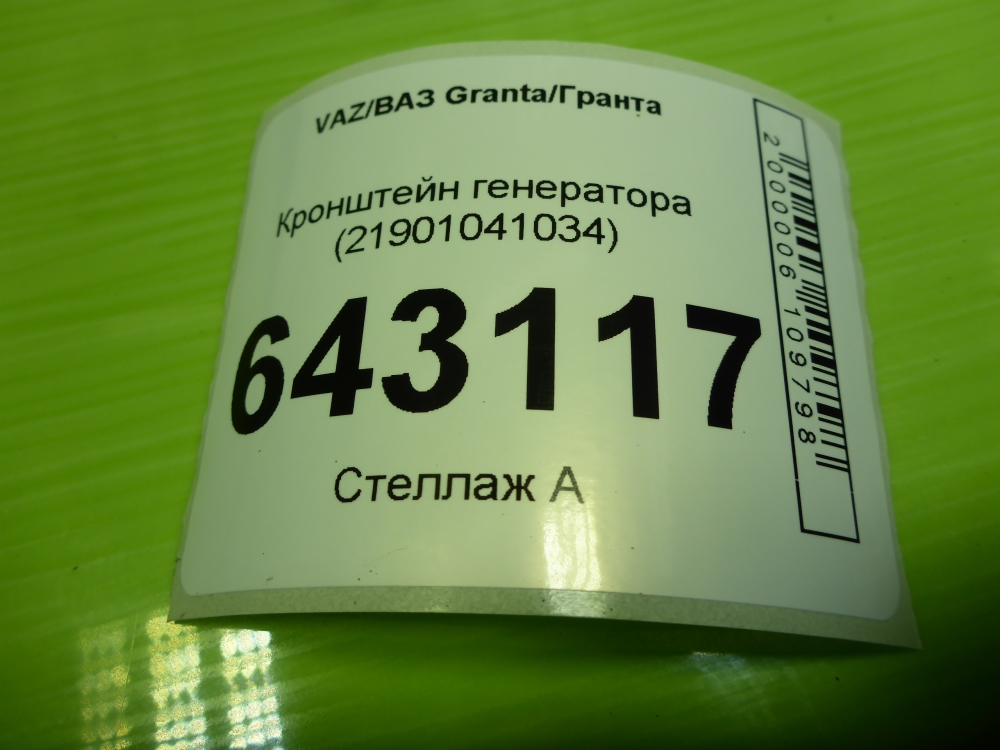 VAZ/ВАЗ Granta/Гранта
Кронштейн генератора
(21901041034)
643117
Стеллаж А
2000006109798